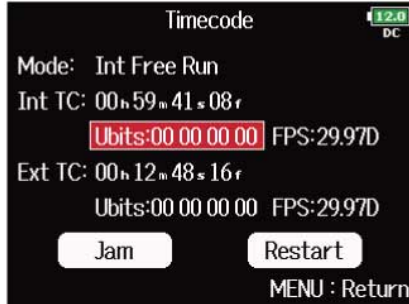 Timecode
12.0
DC
Mode: Int Free Run
Int TC: 00h59m41s08f
Ubits:00 00 00 00 FPS:29.97D
Ext TC: 00h12m48s16f
Ubits:00 00 00 00 FPS:29.97D
Jam Restart
MENU : Return